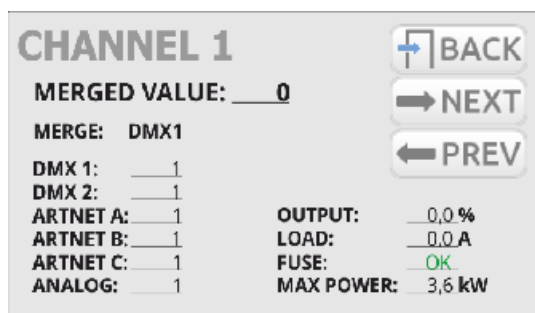 CHANNEL 1
BACK
MERGED VALUE: 0
NEXT
MERGE: DMX1
PREV
DMX 1: 1
DMX 2: 1
ARTNET A: 1
OUTPUT: 0,0 %
ARTNET B: 1
LOAD: 0,0 A
ARTNET C: 1
FUSE: OK
ANALOG: 1
MAX POWER: 3,6 kW